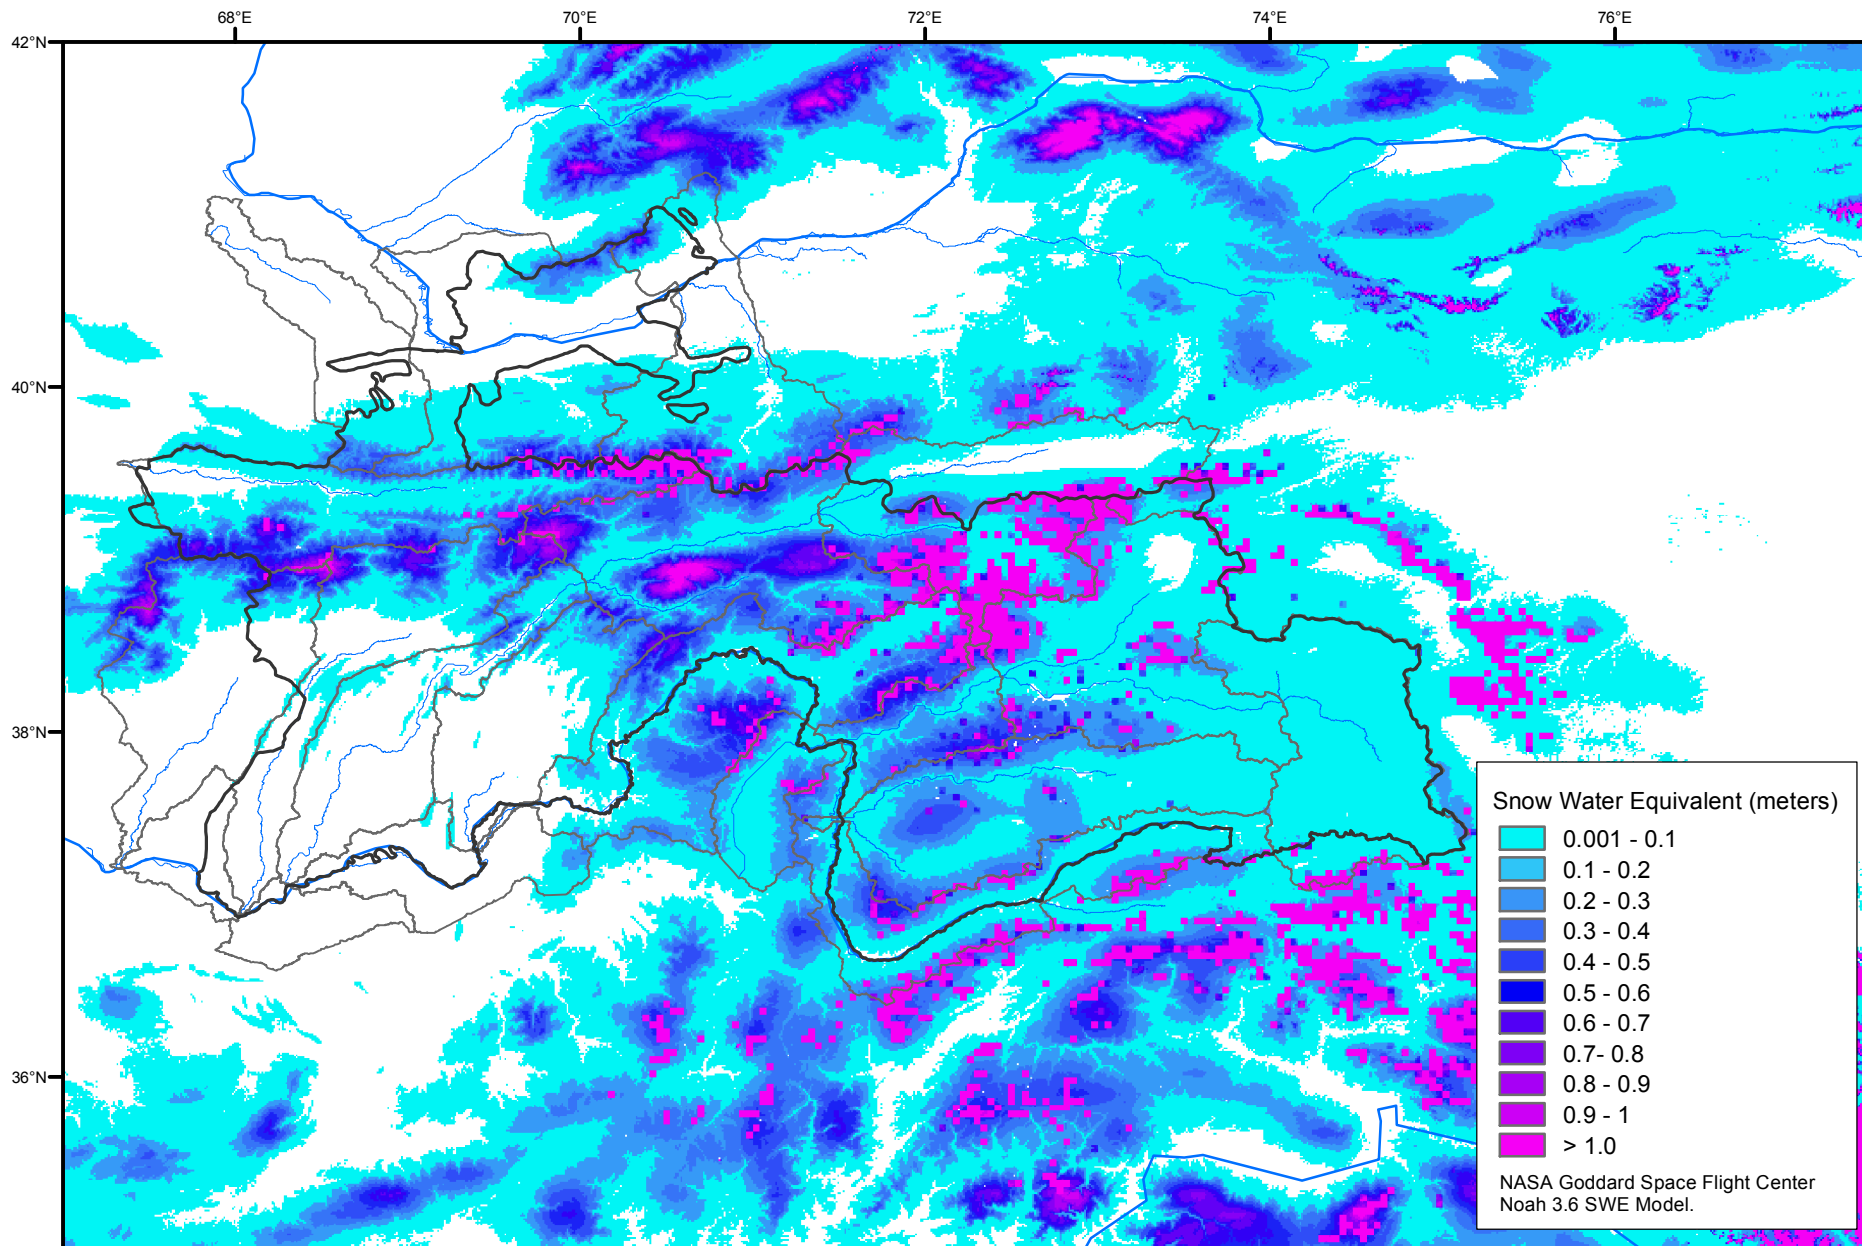 68°E
70°E
72°E
74°E
76°E
42°N
40°N
38°N
36°N
Snow Water Equivalent (meters)
0.001 - 0.1
0.1 - 0.2
0.2 - 0.3
0.3 - 0.4
0.4 - 0.5
0.5 - 0.6
0.6 - 0.7
0.7- 0.8
0.8 - 0.9
0.9 - 1
> 1.0
NASA Goddard Space Flight Center
Noah 3.6 SWE Model.